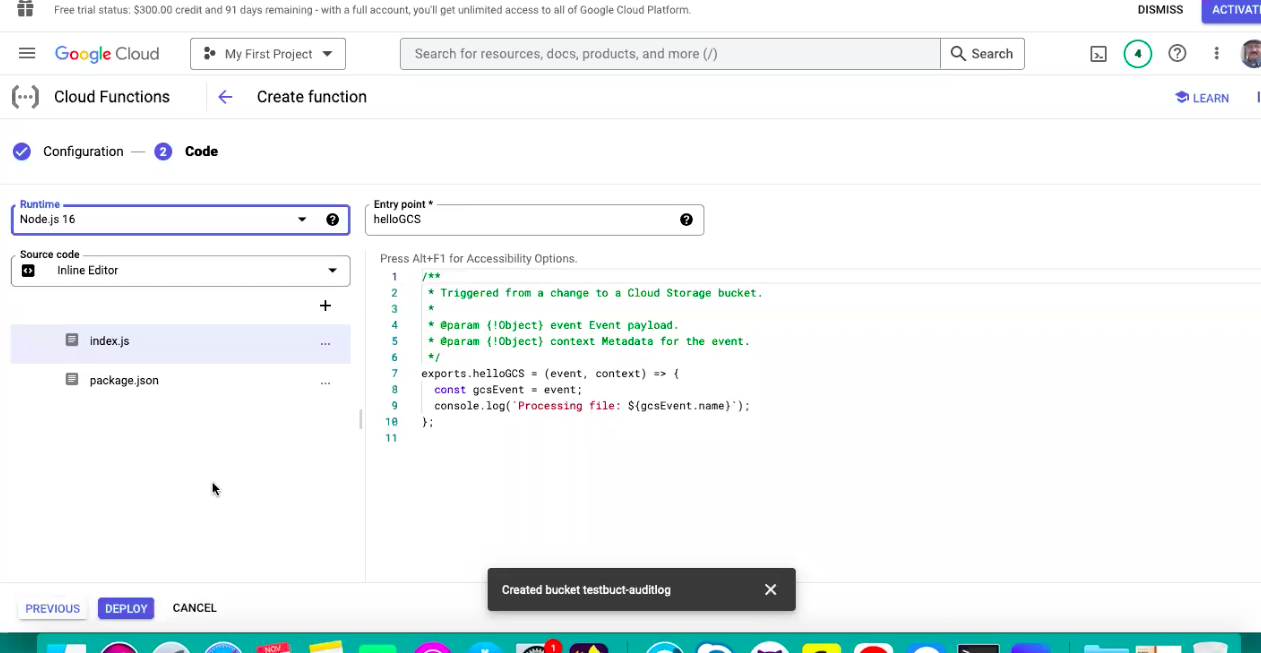 Free trial status: $300.00 credit and 91 days remaining - with a full account, you'll get unlimited access to all of Google Cloud Platform.
DISMISS
ACTIVAT
Google Cloud
My First Project
Search for resources, docs, products, and more (/)
Search
4
Cloud Functions
Create function
LEARN
Configuration
2
Code
Runtime
Node.js 16
Entry point *
helloGCS
Source code
Inline Editor
+
index.js
...
package.json
...
Press Alt+F1 for Accessibility Options.
1 /**
2 * Triggered from a change to a Cloud Storage bucket.
3 *
4 * @param {!Object} event Event payload.
5 * @param {!Object} context Metadata for the event.
6 */
7 exports.helloGCS = (event, context) => {
8 const gcsEvent = event;
9 console.log(`Processing file: ${gcsEvent.name}`);
10 };
11
Created bucket testbuct-auditlog
PREVIOUS
DEPLOY
CANCEL
NOV
1